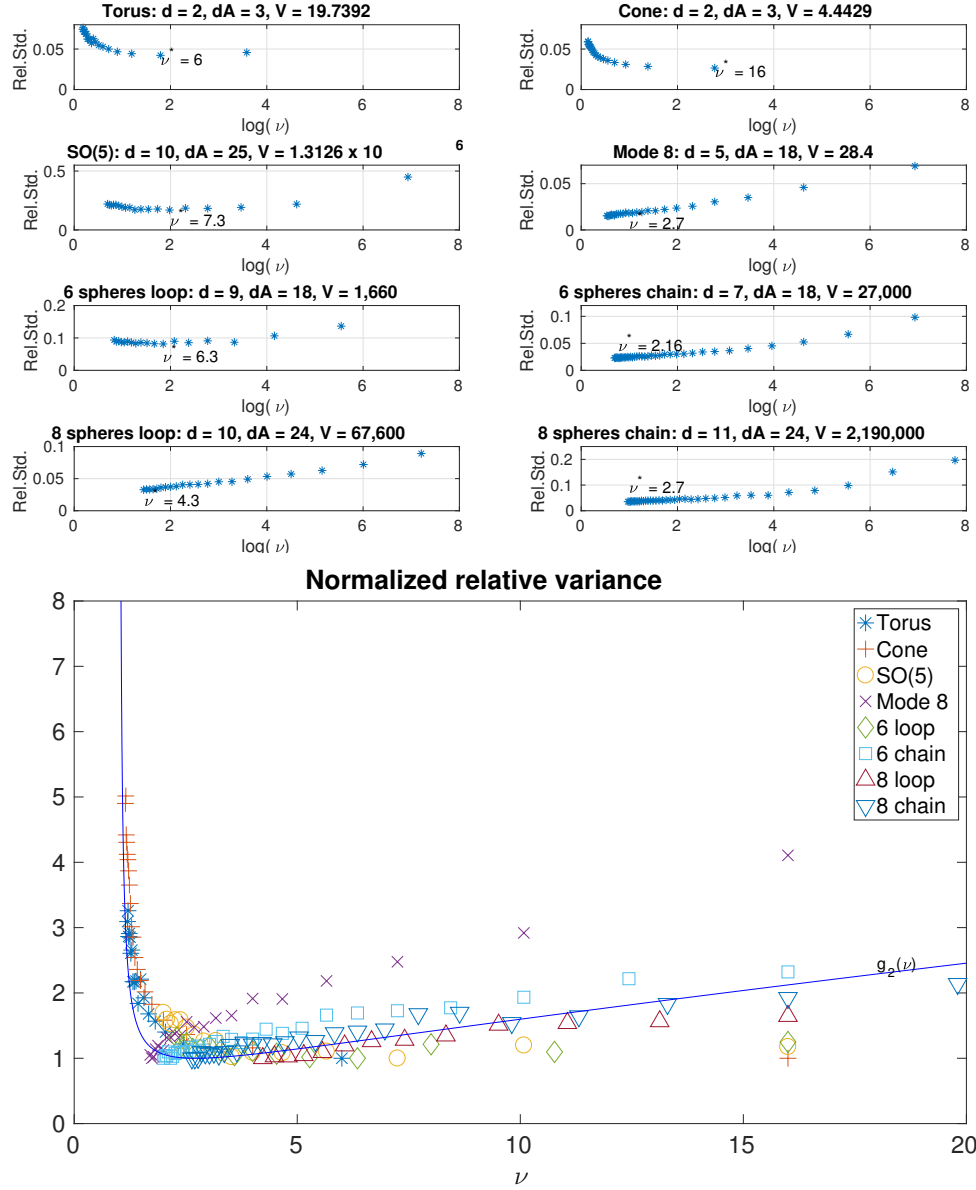 Torus: d = 2, dA = 3, V = 19.7392
Rel.Std.
0.05
0
ν* = 6
0 2 4 6 8
log( ν)
Cone: d = 2, dA = 3, V = 4.4429
Rel.Std.
0.05
0
ν* = 16
0 2 4 6 8
log( ν)
SO(5): d = 10, dA = 25, V = 1.3126 x 10 6
Rel.Std.
0.5
0
ν* = 7.3
0 2 4 6 8
log( ν)
Mode 8: d = 5, dA = 18, V = 28.4
Rel.Std.
0.05
0
ν* = 2.7
0 2 4 6 8
log( ν)
6 spheres loop: d = 9, dA = 18, V = 1,660
Rel.Std.
0.2
0.1
0
ν* = 6.3
0 2 4 6 8
log( ν)
6 spheres chain: d = 7, dA = 18, V = 27,000
Rel.Std.
0.1
0.05
0
ν* = 2.16
0 2 4 6 8
log( ν)
8 spheres loop: d = 10, dA = 24, V = 67,600
Rel.Std.
0.1
0.05
0
ν* = 4.3
0 2 4 6 8
log( ν)
8 spheres chain: d = 11, dA = 24, V = 2,190,000
Rel.Std.
0.2
0.1
0
ν* = 2.7
0 2 4 6 8
log( ν)
Normalized relative variance
8
7
6
5
4
3
2
1
0
Torus
Cone
SO(5)
Mode 8
6 loop
6 chain
8 loop
8 chain
g2(ν)
0 5 10 15 20
ν